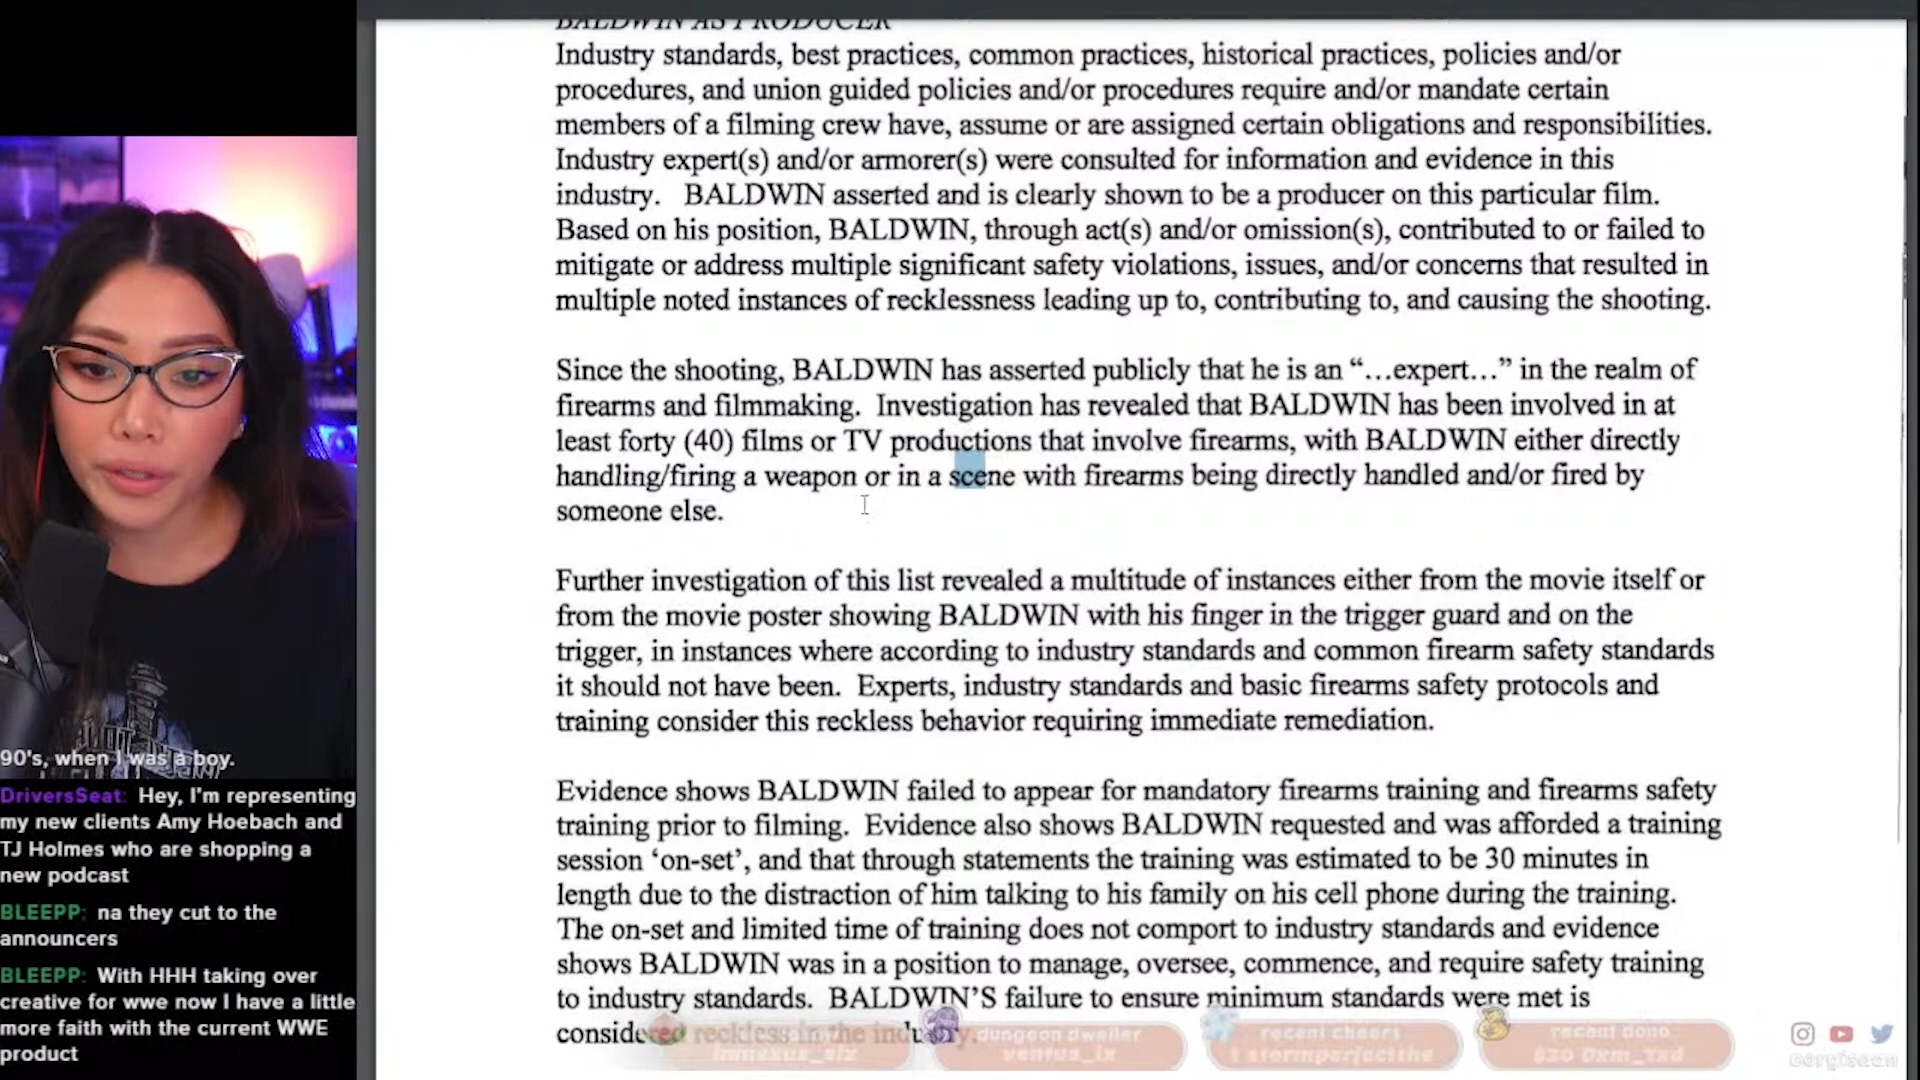 BALDWIN AS PRODUCER
Industry standards, best practices, common practices, historical practices, policies and/or
procedures, and union guided policies and/or procedures require and/or mandate certain
members of a filming crew have, assume or are assigned certain obligations and responsibilities.
Industry expert(s) and/or armorer(s) were consulted for information and evidence in this
industry. BALDWIN asserted and is clearly shown to be a producer on this particular film.
Based on his position, BALDWIN, through act(s) and/or omission(s), contributed to or failed to
mitigate or address multiple significant safety violations, issues, and/or concerns that resulted in
multiple noted instances of recklessness leading up to, contributing to, and causing the shooting.
Since the shooting, BALDWIN has asserted publicly that he is an “…expert…” in the realm of
firearms and filmmaking. Investigation has revealed that BALDWIN has been involved in at
least forty (40) films or TV productions that involve firearms, with BALDWIN either directly
handling/firing a weapon or in a scene with firearms being directly handled and/or fired by
someone else.
Further investigation of this list revealed a multitude of instances either from the movie itself or
from the movie poster showing BALDWIN with his finger in the trigger guard and on the
trigger, in instances where according to industry standards and common firearm safety standards
it should not have been. Experts, industry standards and basic firearms safety protocols and
training consider this reckless behavior requiring immediate remediation.
Evidence shows BALDWIN failed to appear for mandatory firearms training and firearms safety
training prior to filming. Evidence also shows BALDWIN requested and was afforded a training
session ‘on-set’, and that through statements the training was estimated to be 30 minutes in
length due to the distraction of him talking to his family on his cell phone during the training.
The on-set and limited time of training does not comport to industry standards and evidence
shows BALDWIN was in a position to manage, oversee, commence, and require safety training
to industry standards. BALDWIN’S failure to ensure minimum standards were met is
considered reckless in the industry.
90's, when I was a boy.
DriversSeat: Hey, I'm representing
my new clients Amy Hoebach and
TJ Holmes who are shopping a
new podcast
BLEEPP: na they cut to the
announcers
BLEEPP: With HHH taking over
creative for wwe now I have a little
more faith with the current WWE
product
dungeon dweller
ventus_ix
recent cheers
recent dono